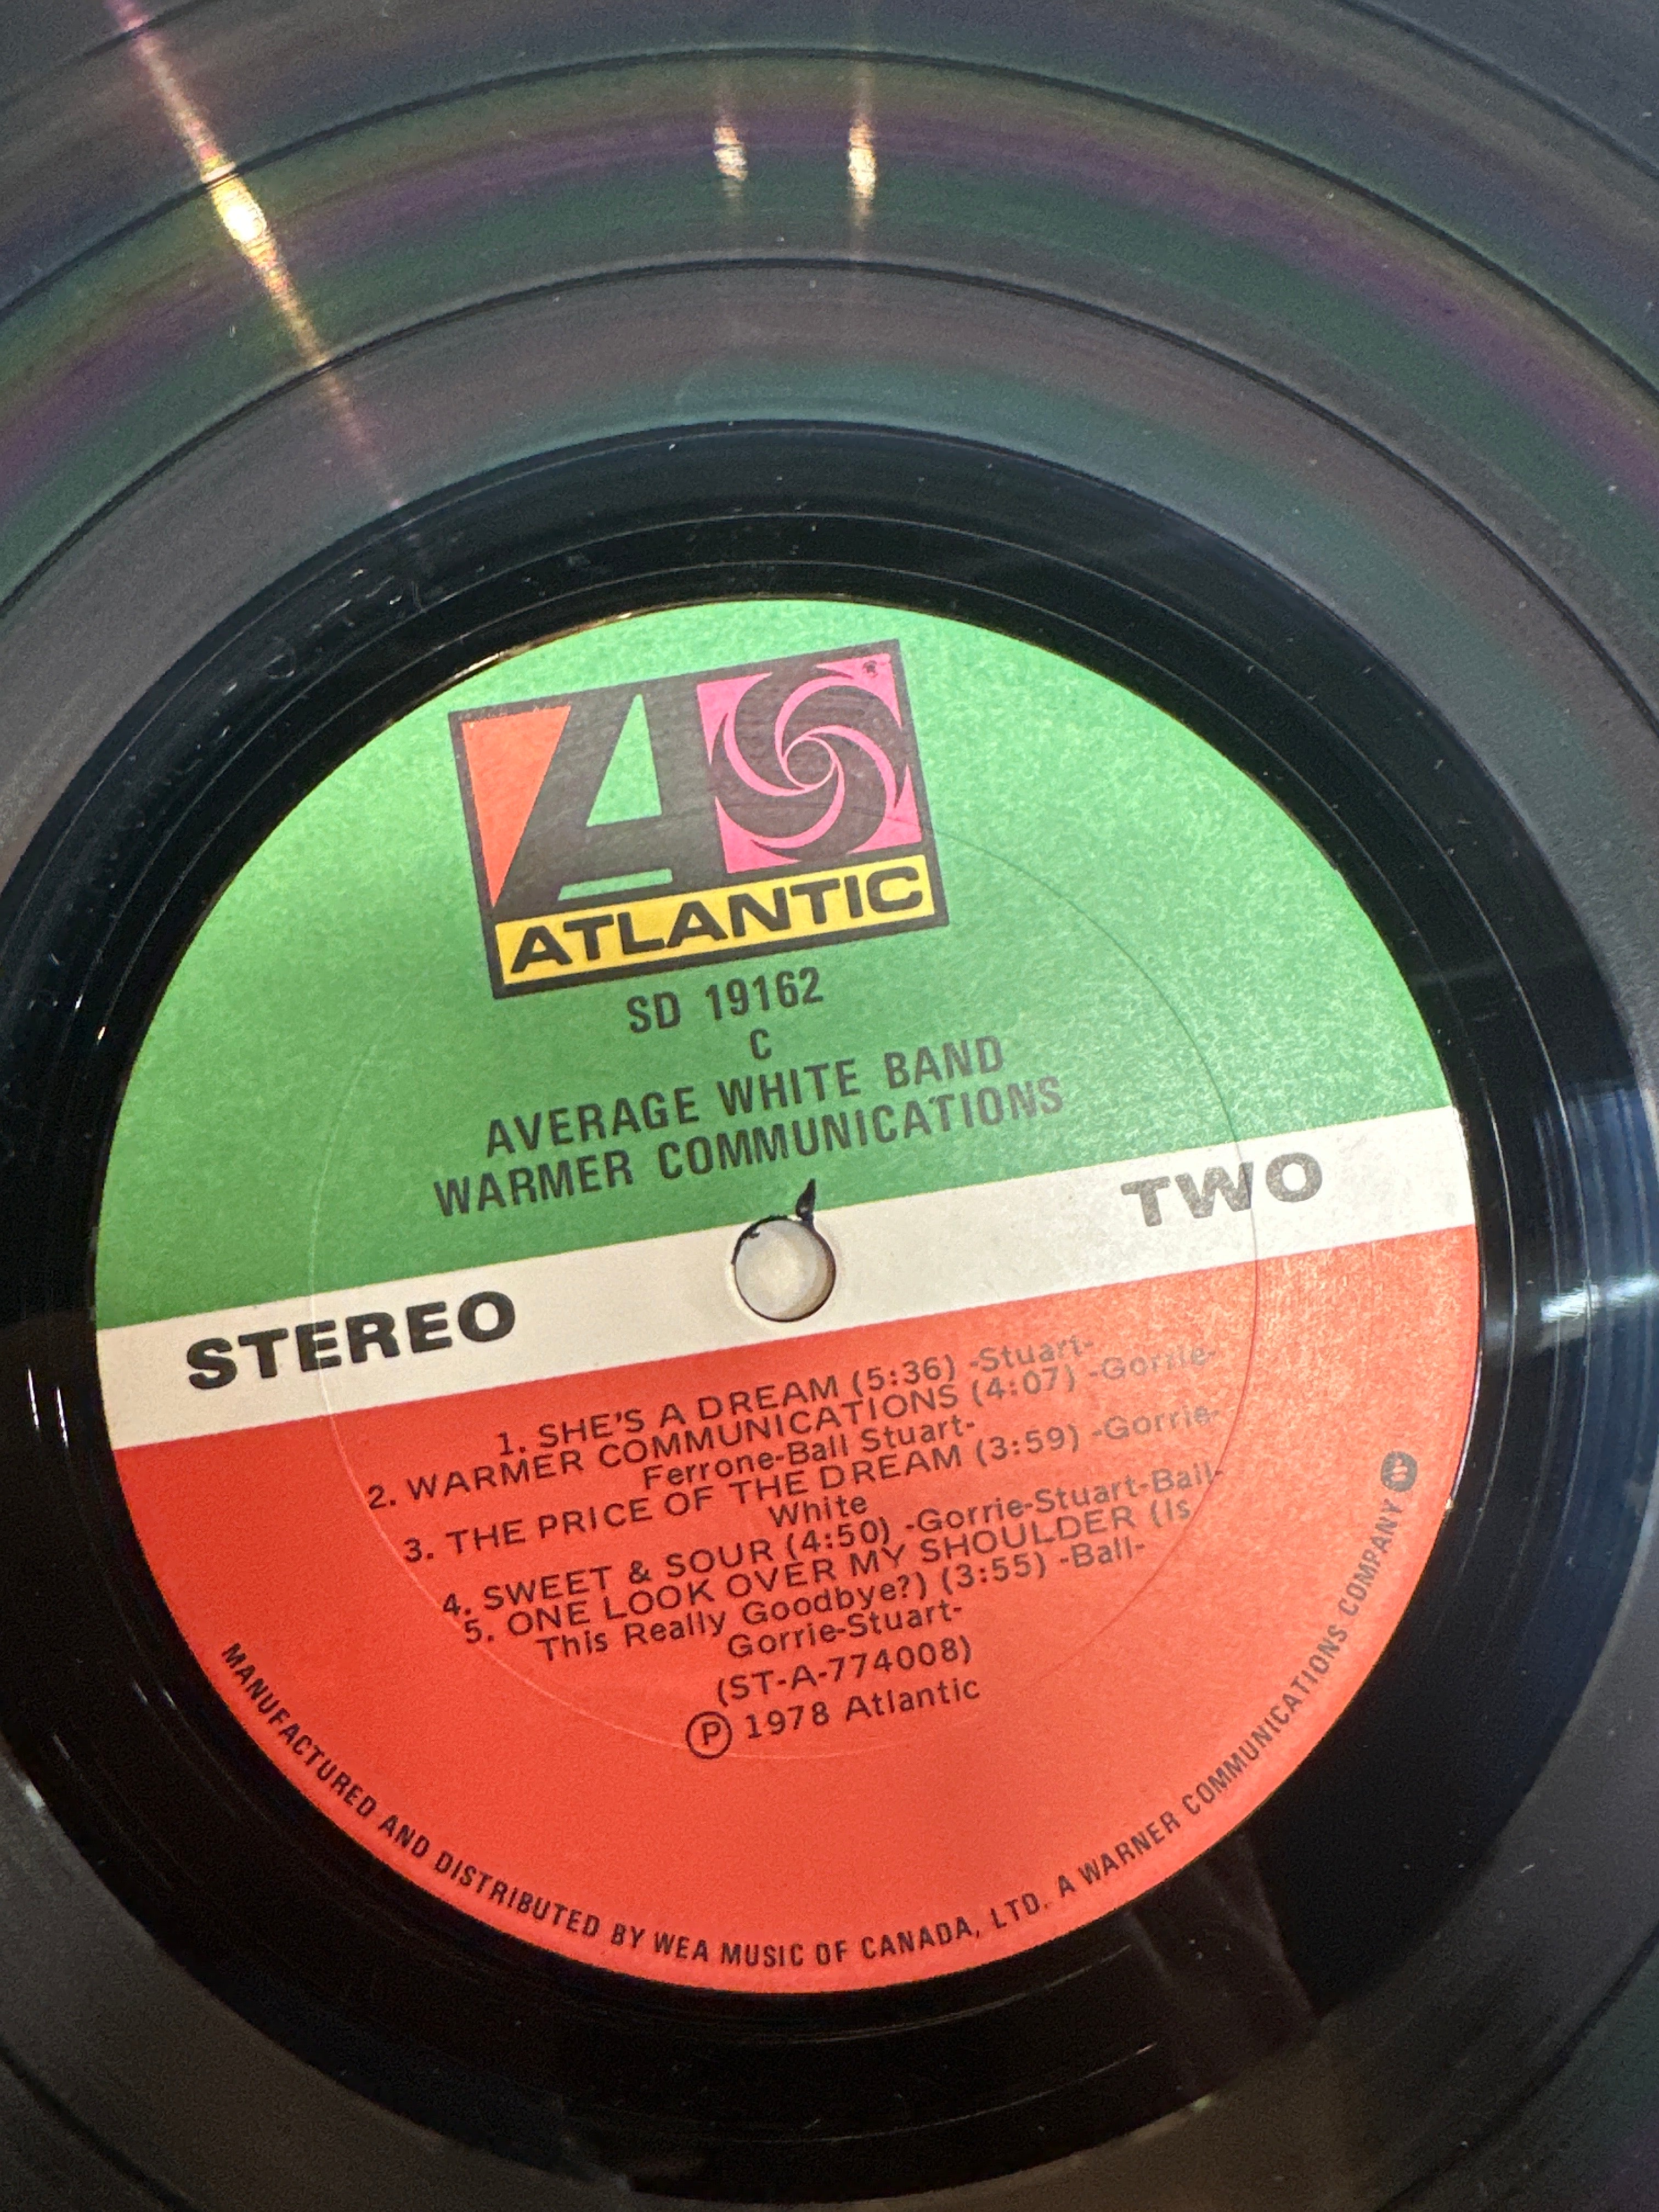 ATLANTIC
SD 19162
C
AVERAGE WHITE BAND
WARMER COMMUNICATIONS
STEREO
TWO
1. SHE'S A DREAM (5:36) -Stuart-
2. WARMER COMMUNICATIONS (4:07) -Gorrie-
Ferrone-Ball Stuart-
3. THE PRICE OF THE DREAM (3:59) -Gorrie-
White
4. SWEET & SOUR (4:50) -Gorrie-Stuart-Ball-
5. ONE LOOK OVER MY SHOULDER (Is
This Really Goodbye?) (3:55) -Ball-
Gorrie-Stuart-
(ST-A-774008)
Ⓟ 1978 Atlantic
MANUFACTURED AND DISTRIBUTED BY WEA MUSIC OF CANADA, LTD. A WARNER COMMUNICATIONS COMPANY